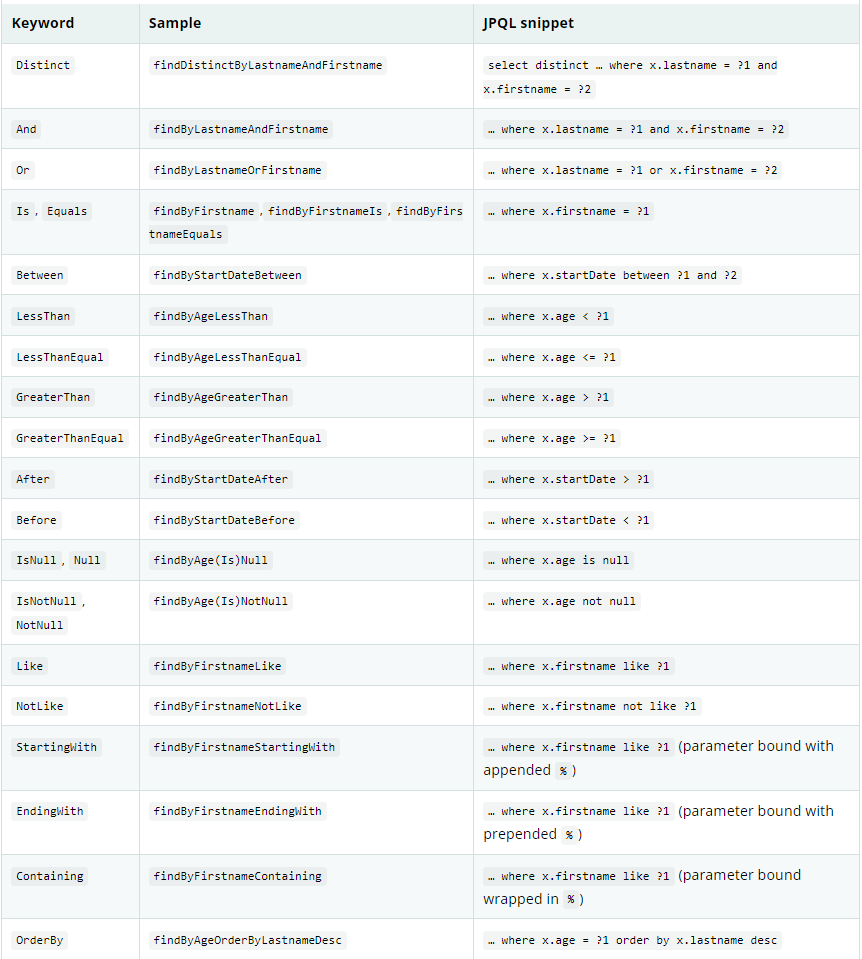 Keyword Sample JPQL snippet
Distinct findDistinctByLastnameAndFirstname select distinct … where x.lastname = ?1 and
x.firstname = ?2
And findByLastnameAndFirstname … where x.lastname = ?1 and x.firstname = ?2
Or findByLastnameOrFirstname … where x.lastname = ?1 or x.firstname = ?2
Is , Equals findByFirstname , findByFirstnameIs , findByFirs … where x.firstname = ?1
tnameEquals
Between findByStartDateBetween … where x.startDate between ?1 and ?2
LessThan findByAgeLessThan … where x.age < ?1
LessThanEqual findByAgeLessThanEqual … where x.age <= ?1
GreaterThan findByAgeGreaterThan … where x.age > ?1
GreaterThanEqual findByAgeGreaterThanEqual … where x.age >= ?1
After findByStartDateAfter … where x.startDate > ?1
Before findByStartDateBefore … where x.startDate < ?1
IsNull , Null findByAge(Is)Null … where x.age is null
IsNotNull , findByAge(Is)NotNull … where x.age not null
NotNull
Like findByFirstnameLike … where x.firstname like ?1
NotLike findByFirstnameNotLike … where x.firstname not like ?1
StartingWith findByFirstnameStartingWith … where x.firstname like ?1 (parameter bound with
appended % )
EndingWith findByFirstnameEndingWith … where x.firstname like ?1 (parameter bound with
prepended % )
Containing findByFirstnameContaining … where x.firstname like ?1 (parameter bound
wrapped in % )
OrderBy findByAgeOrderByLastnameDesc … where x.age = ?1 order by x.lastname desc